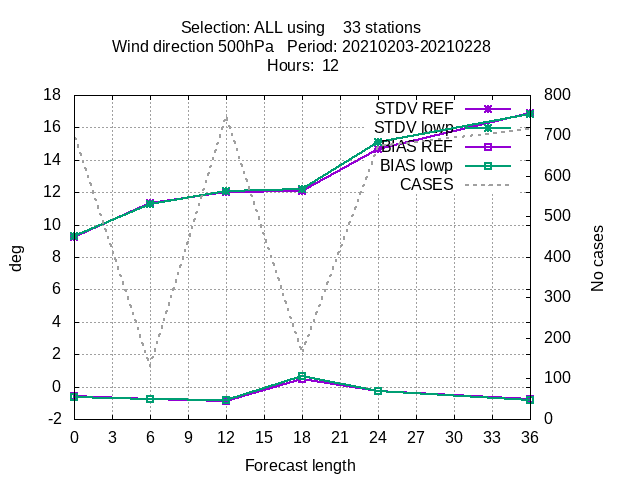 Selection: ALL using 33 stations
Wind direction 500hPa Period: 20210203-20210228
Hours: 12
18 800
16 700
14 600
12 500
10 400
8 300
6 200
4 100
2 0
0
-2
STDV REF
STDV lowp
BIAS REF
BIAS lowp
CASES
deg
No cases
0 3 6 9 12 15 18 21 24 27 30 33 36
Forecast length